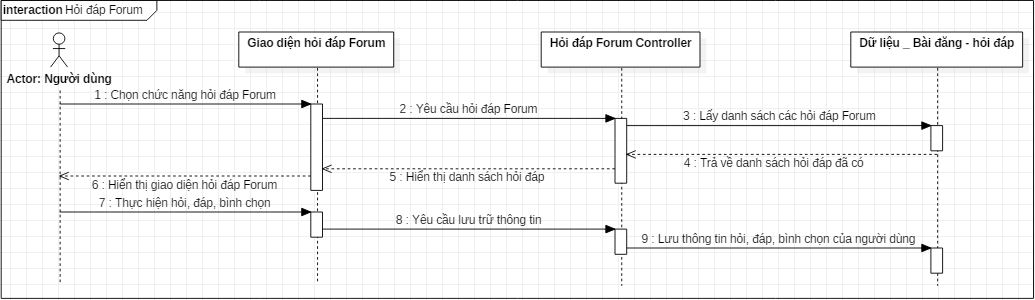 interaction Hỏi đáp Forum
Giao diện hỏi đáp Forum
Hỏi đáp Forum Controller
Dữ liệu _ Bài đăng - hỏi đáp
Actor: Người dùng
1 : Chọn chức năng hỏi đáp Forum
2 : Yêu cầu hỏi đáp Forum
3 : Lấy danh sách các hỏi đáp Forum
4 : Trả về danh sách hỏi đáp đã có
5 : Hiển thị danh sách hỏi đáp
6 : Hiển thị giao diện hỏi đáp Forum
7 : Thực hiện hỏi, đáp, bình chọn
8 : Yêu cầu lưu trữ thông tin
9 : Lưu thông tin hỏi, đáp, bình chọn của người dùng